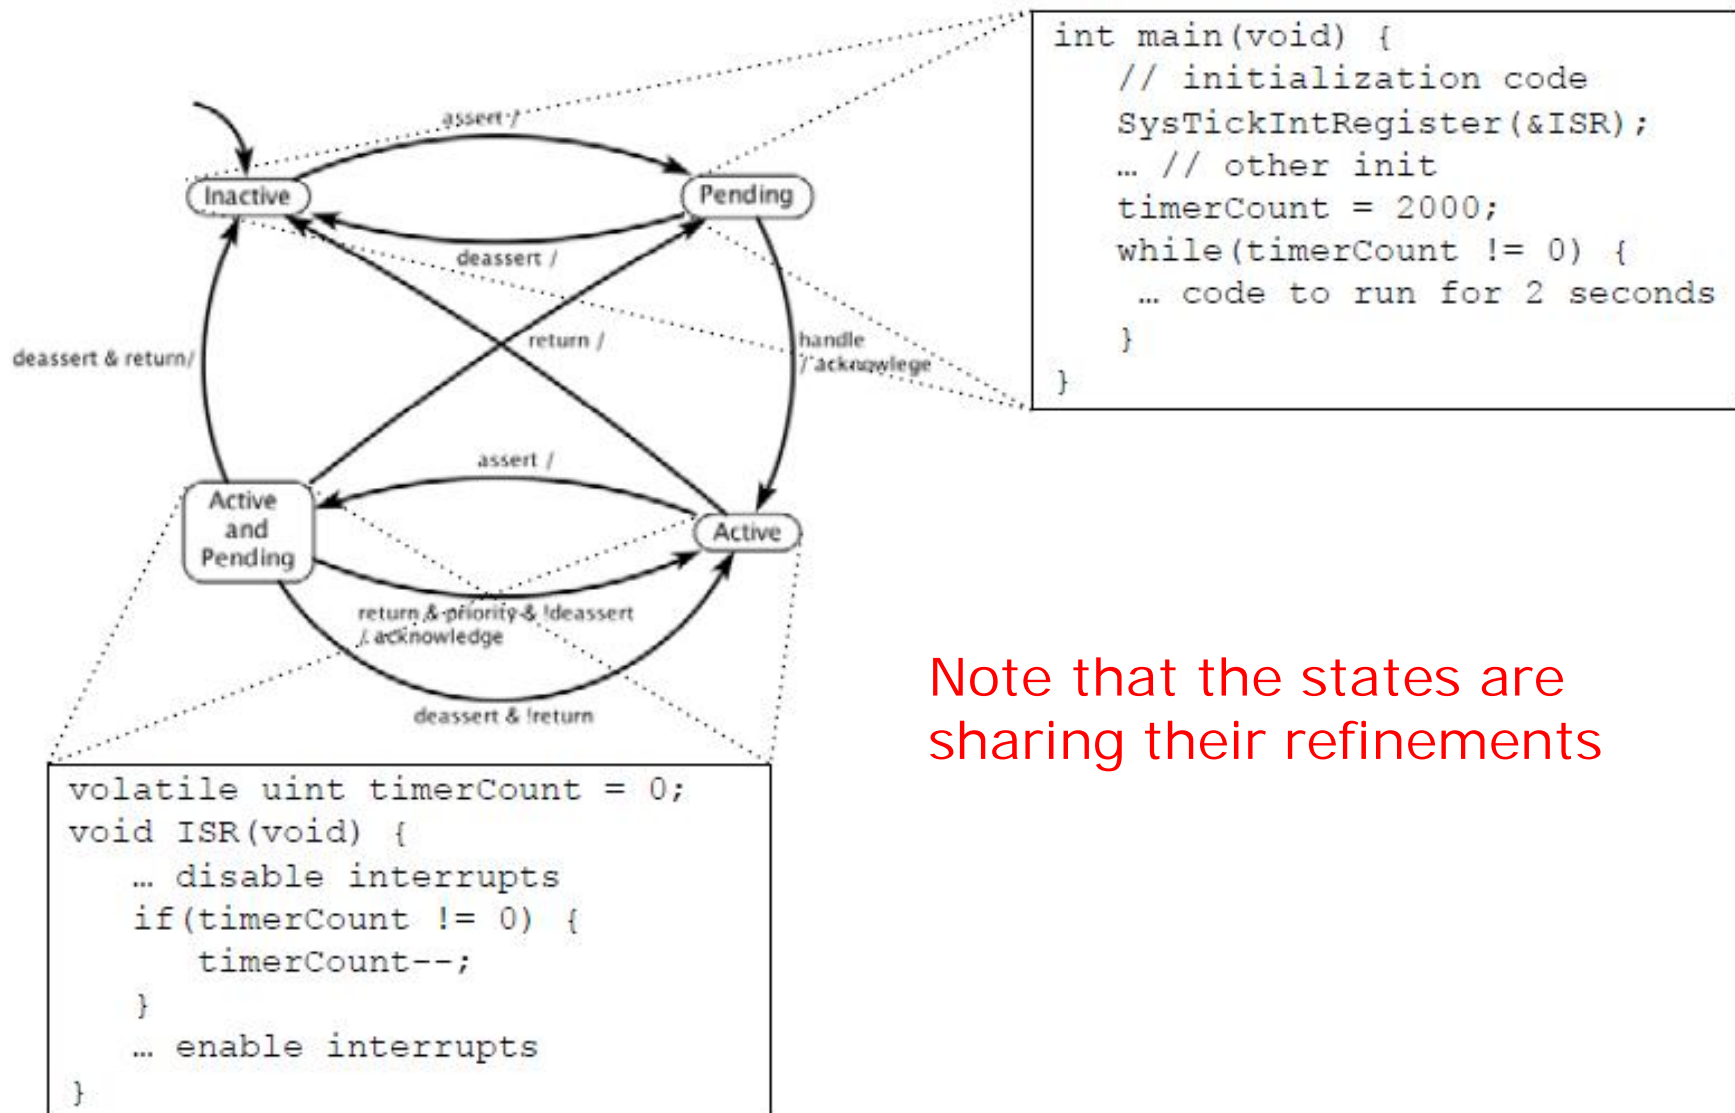 int main(void) {
// initialization code
SysTickIntRegister(&ISR);
… // other init
timerCount = 2000;
while(timerCount != 0) {
… code to run for 2 seconds
}
}
assert /
Inactive
Pending
deassert /
return /
handle
/ acknowlege
deassert & return/
assert /
Active
and
Pending
Active
return & priority & !deassert
/ acknowledge
deassert & !return
Note that the states are
sharing their refinements
volatile uint timerCount = 0;
void ISR(void) {
… disable interrupts
if(timerCount != 0) {
timerCount--;
}
… enable interrupts
}